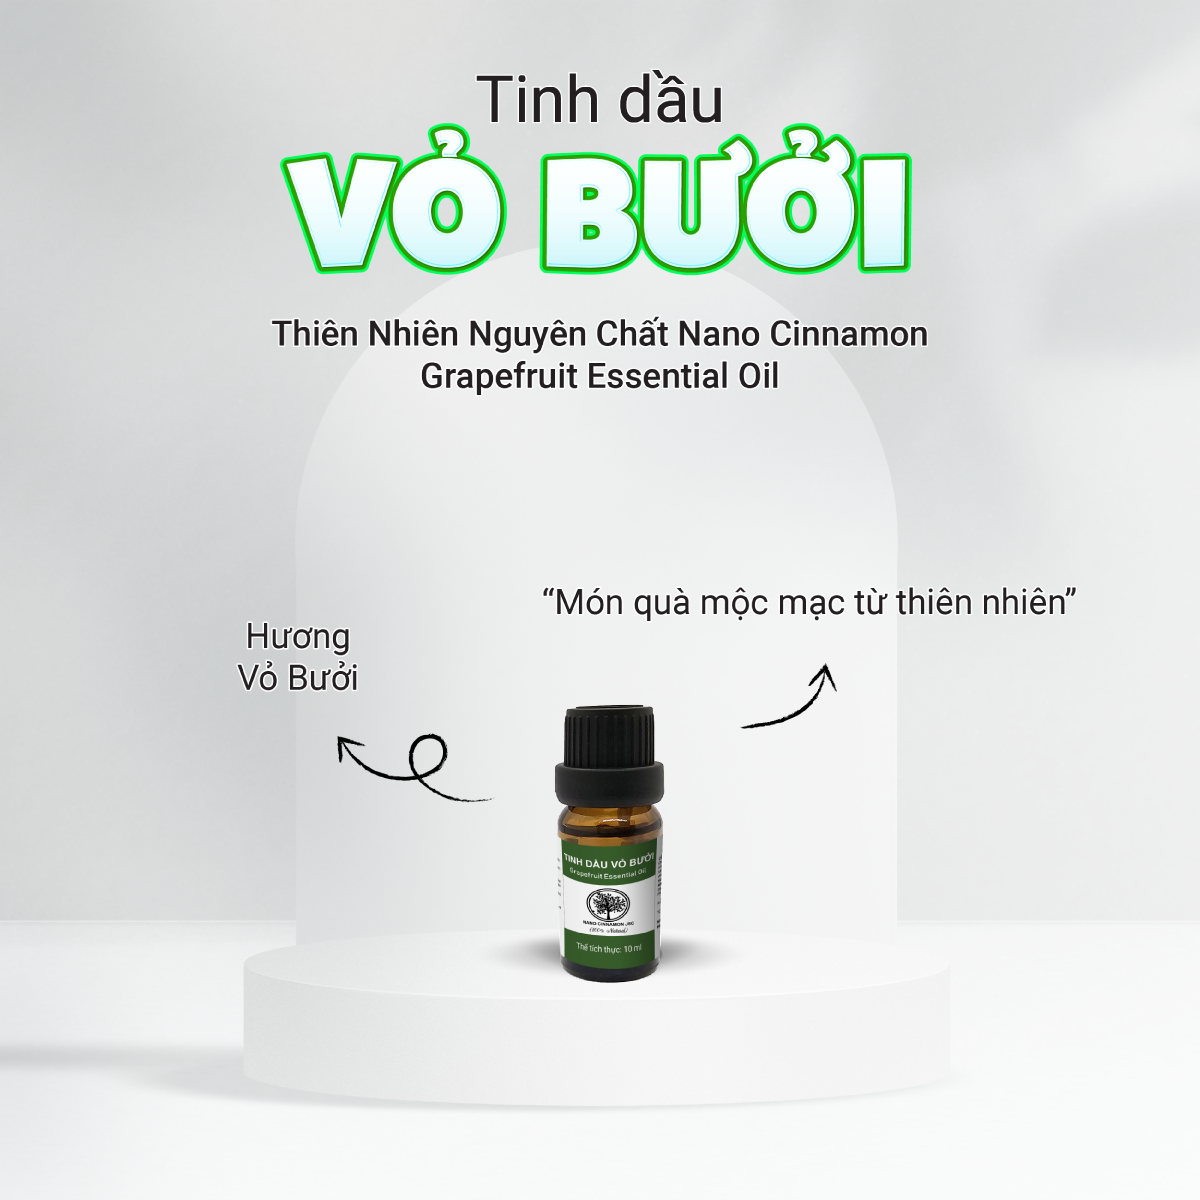 Tinh dầu
VỎ BƯỞI
Thiên Nhiên Nguyên Chất Nano Cinnamon
Grapefruit Essential Oil
“Món quà mộc mạc từ thiên nhiên”
Hương
Vỏ Bưởi
TINH DẦU VỎ BƯỞI
Grapefruit Essential Oil
NANO CINNAMON .JSC
(100% Natural)
Thể tích thực: 10 ml